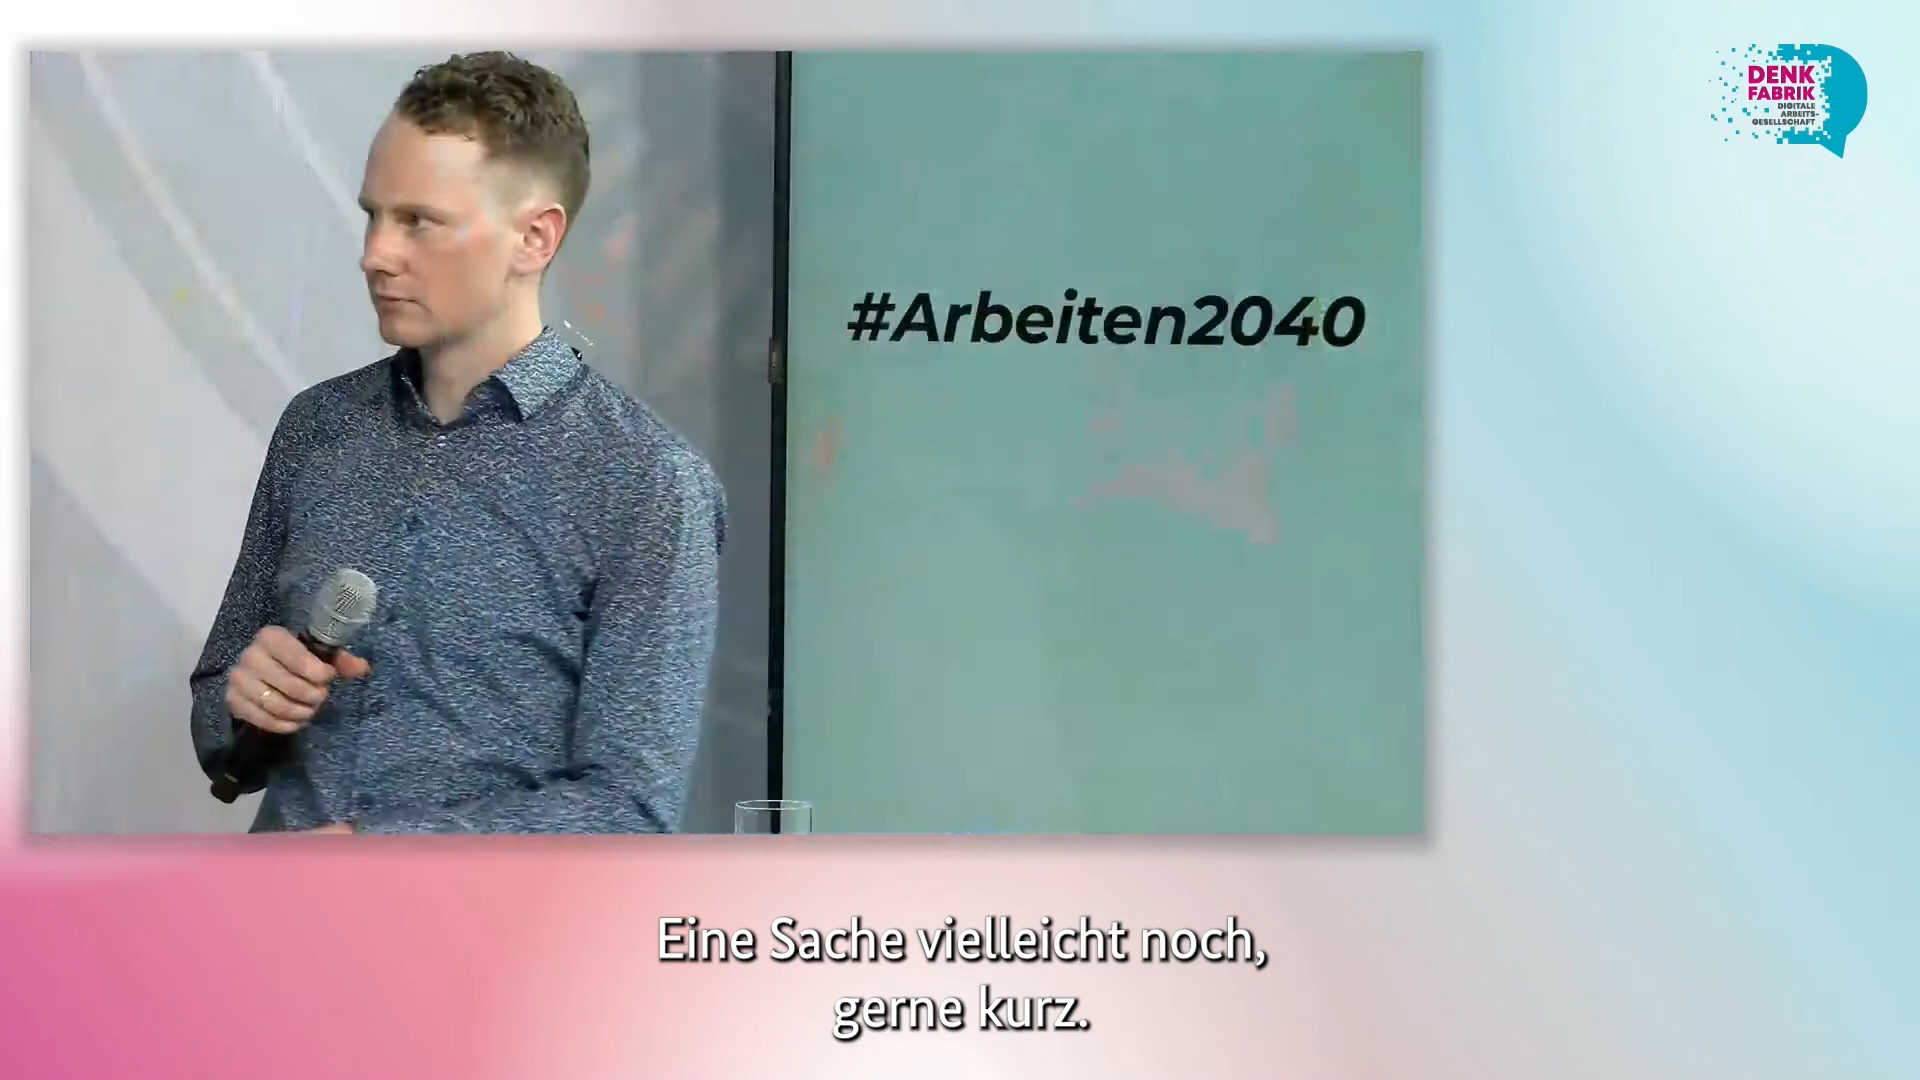 DENK
FABRIK
DIGITALE
ARBEITS-
GESELLSCHAFT
#Arbeiten2040
Eine Sache vielleicht noch,
gerne kurz.